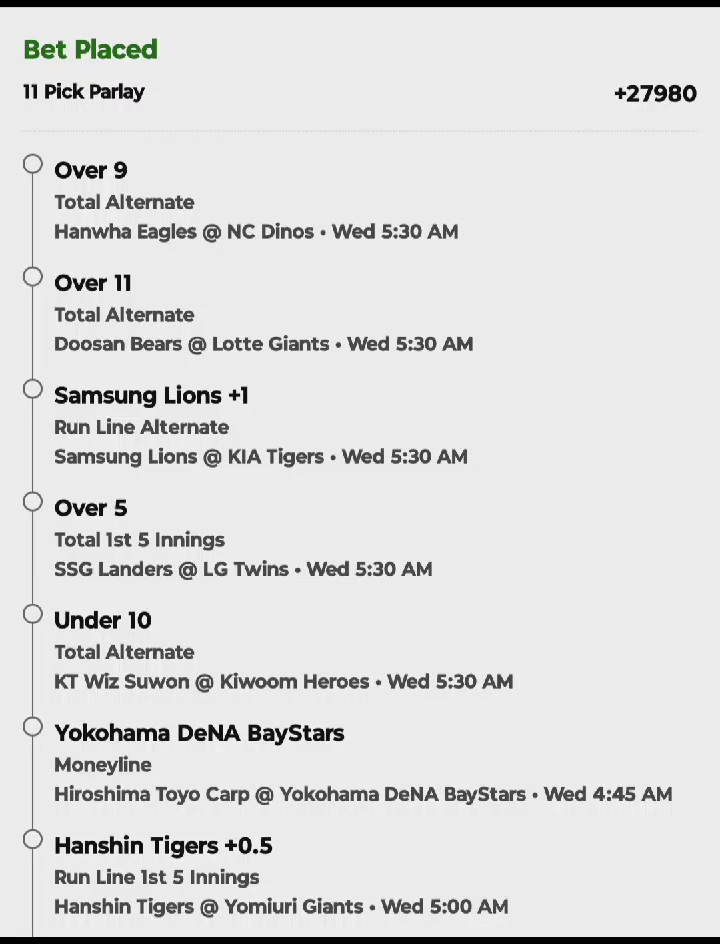 Bet Placed
11 Pick Parlay
+27980
Over 9
Total Alternate
Hanwha Eagles @ NC Dinos • Wed 5:30 AM
Over 11
Total Alternate
Doosan Bears @ Lotte Giants • Wed 5:30 AM
Samsung Lions +1
Run Line Alternate
Samsung Lions @ KIA Tigers • Wed 5:30 AM
Over 5
Total 1st 5 Innings
SSG Landers @ LG Twins • Wed 5:30 AM
Under 10
Total Alternate
KT Wiz Suwon @ Kiwoom Heroes • Wed 5:30 AM
Yokohama DeNA BayStars
Moneyline
Hiroshima Toyo Carp @ Yokohama DeNA BayStars • Wed 4:45 AM
Hanshin Tigers +0.5
Run Line 1st 5 Innings
Hanshin Tigers @ Yomiuri Giants • Wed 5:00 AM